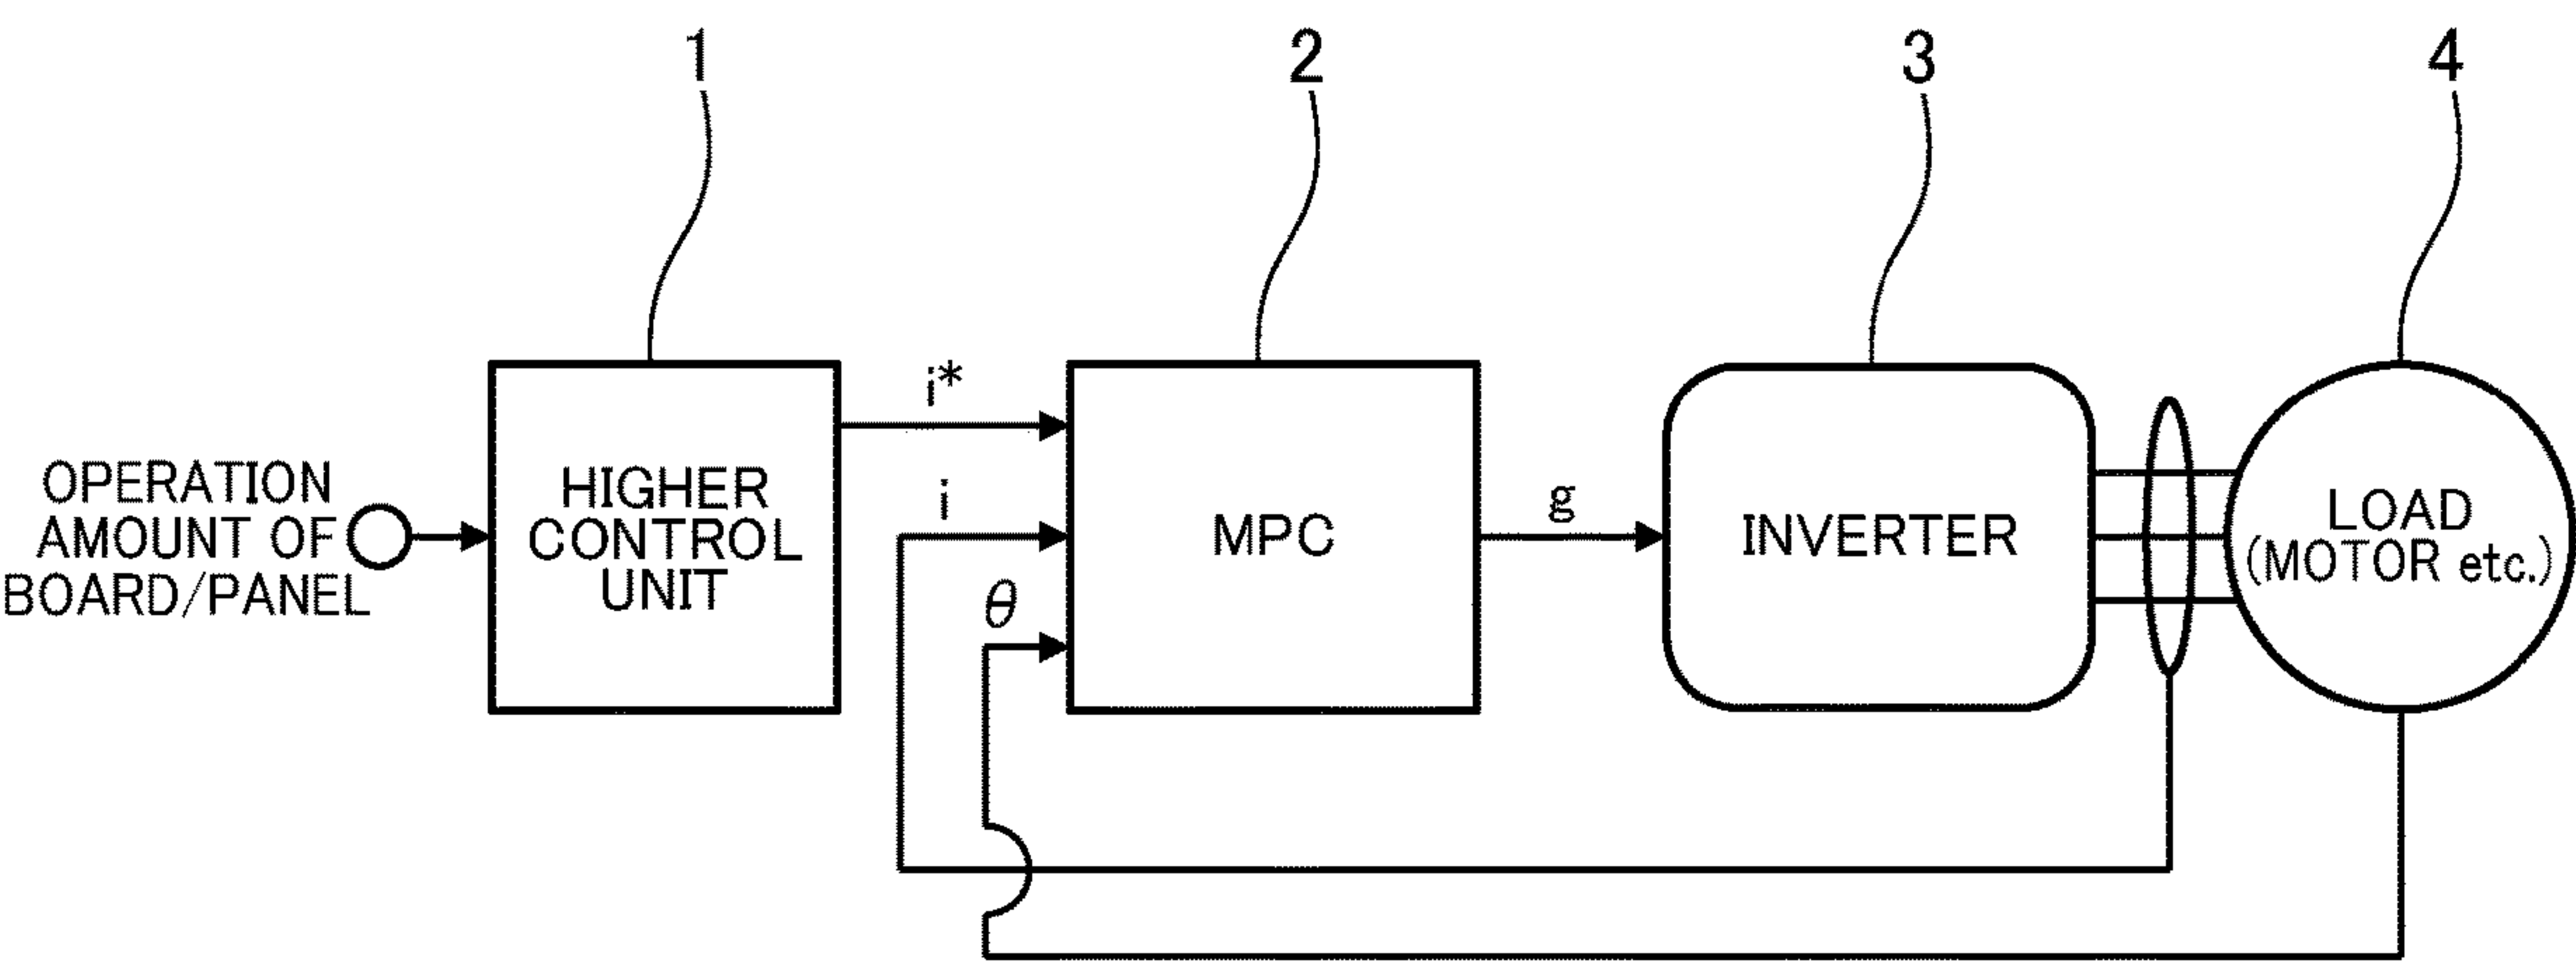 1
2
3
4
OPERATION
AMOUNT OF
BOARD/PANEL
HIGHER
CONTROL
UNIT
i*
i
θ
MPC
g
INVERTER
LOAD
(MOTOR etc.)